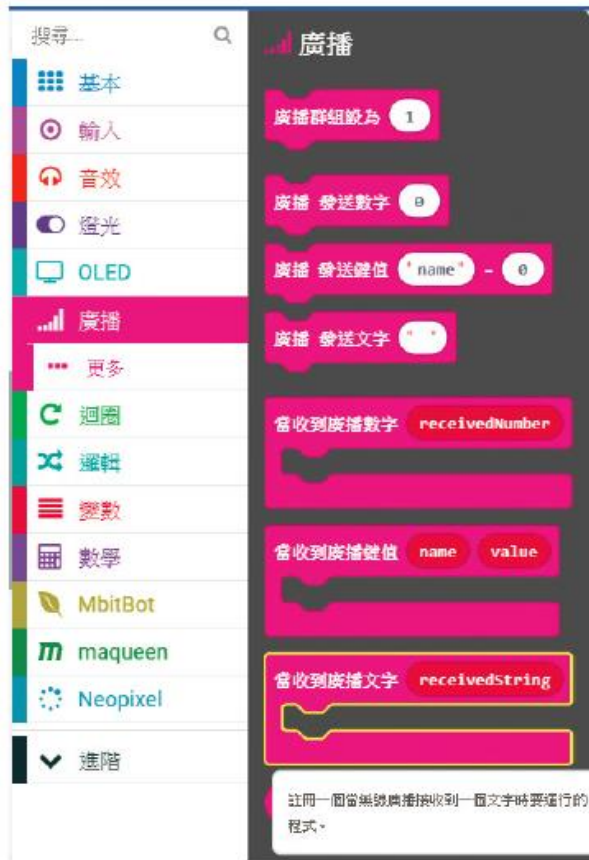 搜尋...
基本
輸入
音效
燈光
OLED
廣播
更多
迴圈
邏輯
變數
數學
MbitBot
maqueen
Neopixel
進階
廣播
廣播群組設為 1
廣播 發送數字 0
廣播 發送鍵值 "name" = 0
廣播 發送文字 " "
當收到廣播數字 receivedNumber
當收到廣播鍵值 name value
當收到廣播文字 receivedString
註冊一個當無線廣播接收到一個文字時要運行的
程式。